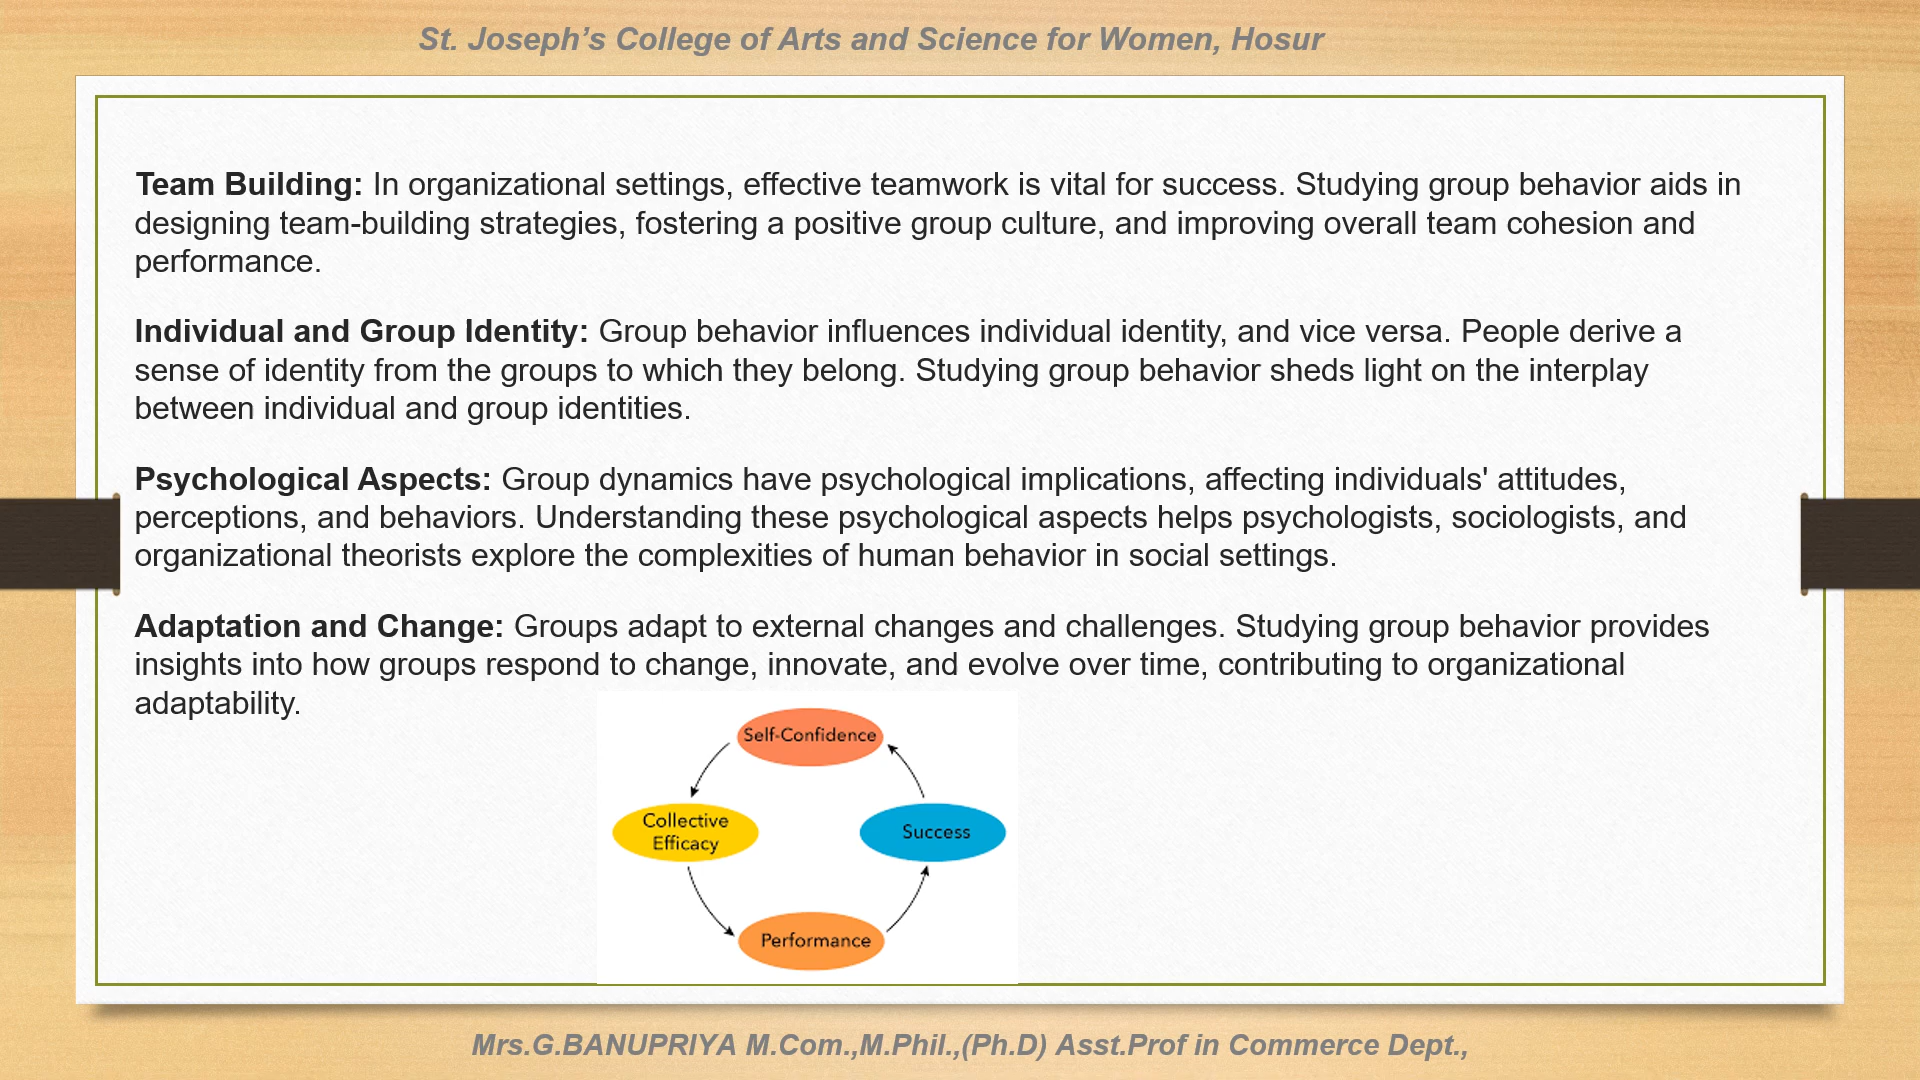 St. Joseph’s College of Arts and Science for Women, Hosur
Team Building: In organizational settings, effective teamwork is vital for success. Studying group behavior aids in
designing team-building strategies, fostering a positive group culture, and improving overall team cohesion and
performance.
Individual and Group Identity: Group behavior influences individual identity, and vice versa. People derive a
sense of identity from the groups to which they belong. Studying group behavior sheds light on the interplay
between individual and group identities.
Psychological Aspects: Group dynamics have psychological implications, affecting individuals' attitudes,
perceptions, and behaviors. Understanding these psychological aspects helps psychologists, sociologists, and
organizational theorists explore the complexities of human behavior in social settings.
Adaptation and Change: Groups adapt to external changes and challenges. Studying group behavior provides
insights into how groups respond to change, innovate, and evolve over time, contributing to organizational
adaptability.
Self-Confidence
Collective
Efficacy
Success
Performance
Mrs.G.BANUPRIYA M.Com.,M.Phil.,(Ph.D) Asst.Prof in Commerce Dept.,